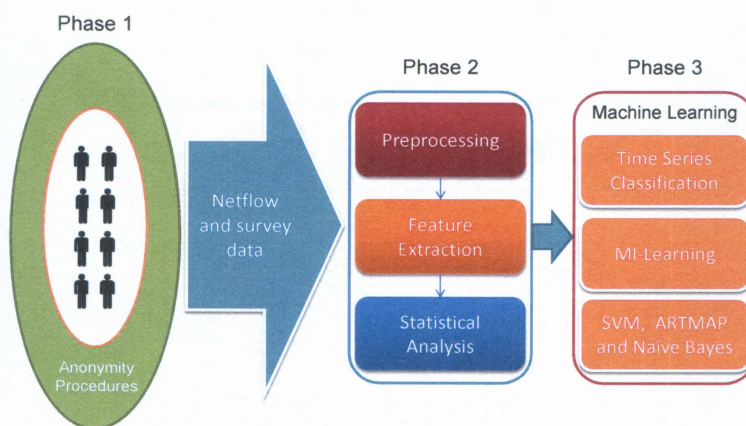 Phase 1
Anonymity
Procedures
Netflow
and survey
data
Phase 2
Preprocessing
Feature
Extraction
Statistical
Analysis
Phase 3
Machine Learning
Time Series
Classification
MI-Learning
SVM, ARTMAP
and Naive Bayes